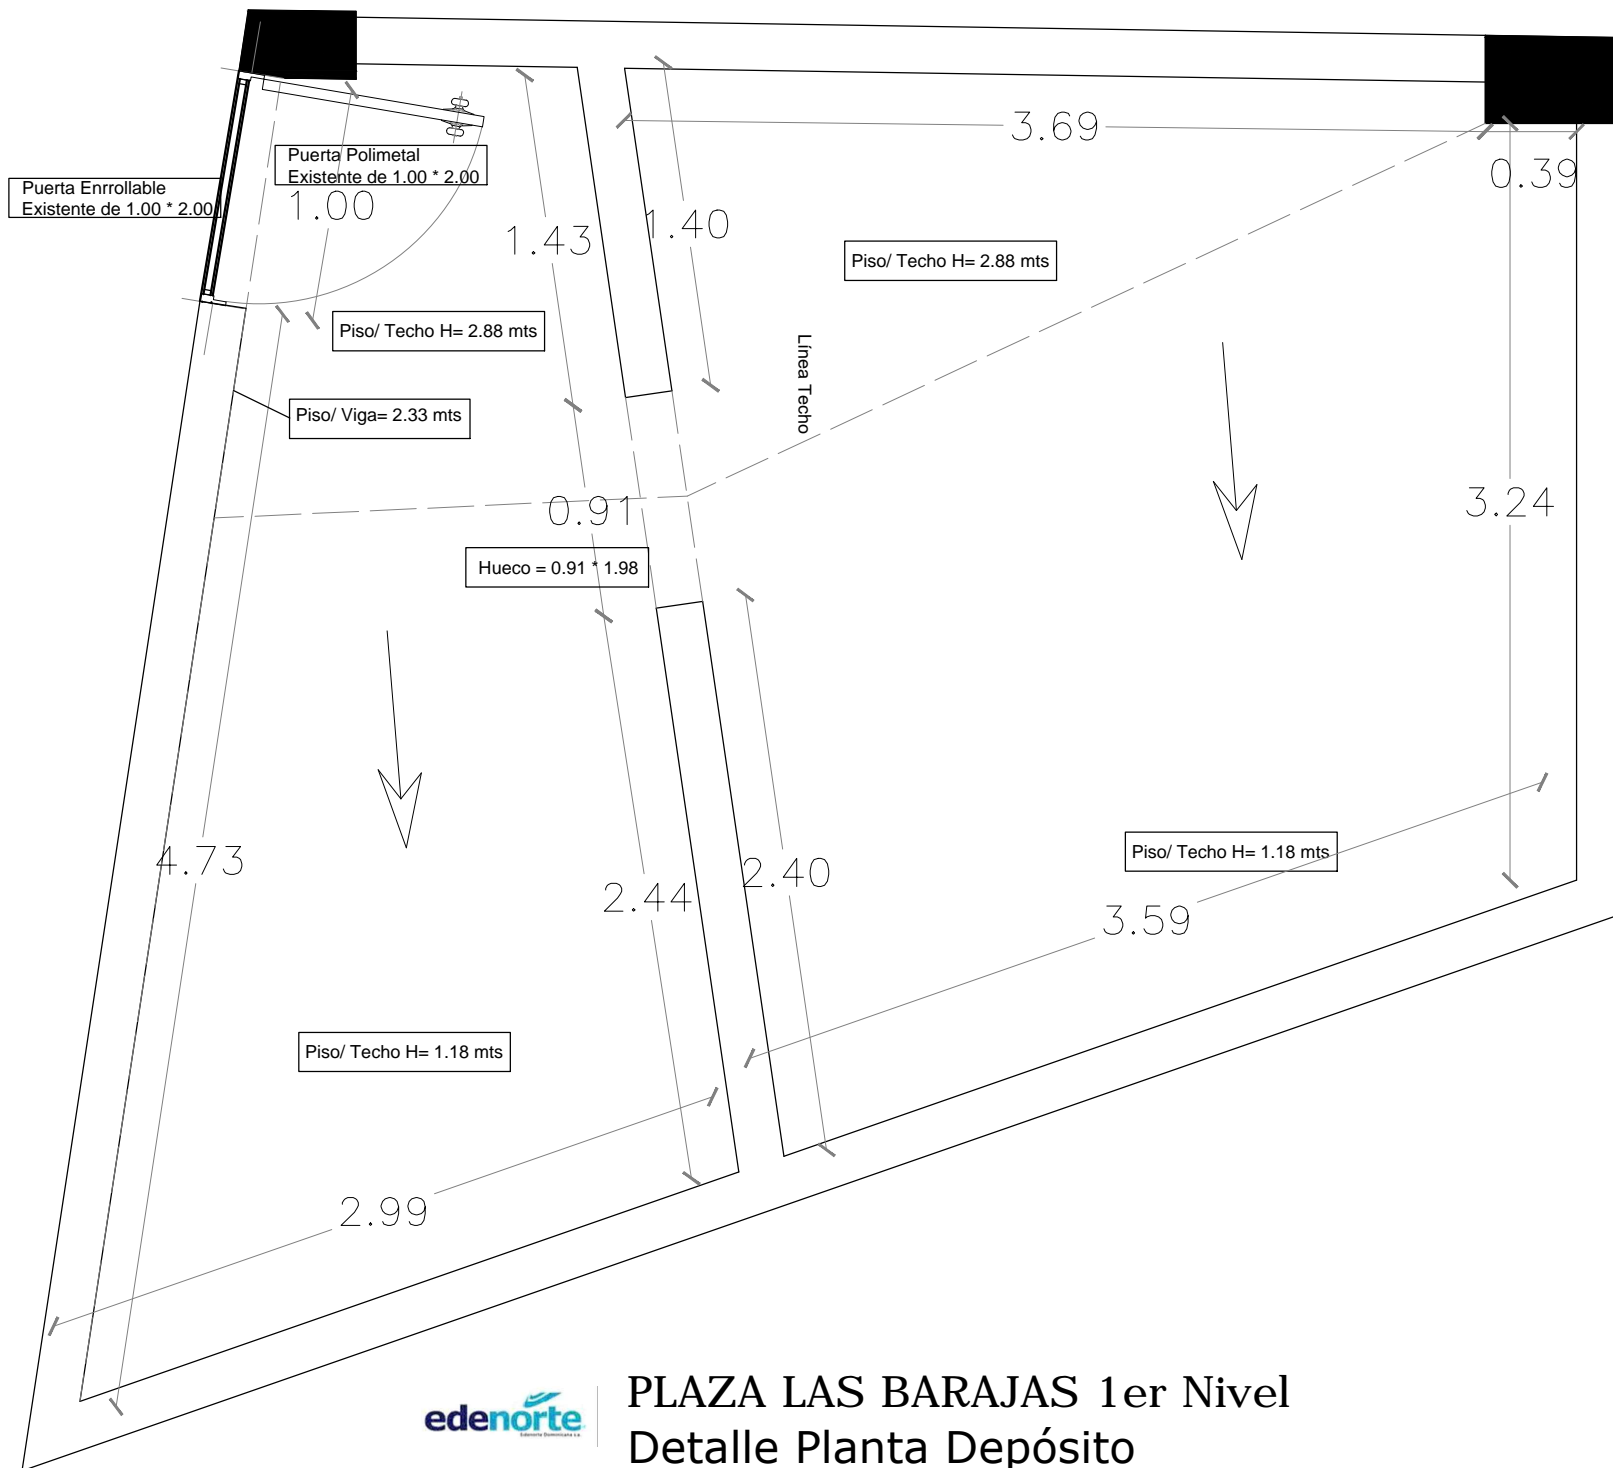 3.69
Puerta Polimetal
Existente de 1.00 * 2.00
Puerta Enrrollable
Existente de 1.00 * 2.00
1.00
0.39
1.43
1.40
Piso/ Techo H= 2.88 mts
Piso/ Techo H= 2.88 mts
Línea Techo
Piso/ Viga= 2.33 mts
0.91
3.24
Hueco = 0.91 * 1.98
4.73
2.44
2.40
Piso/ Techo H= 1.18 mts
3.59
Piso/ Techo H= 1.18 mts
2.99
edenorte
Edenorte Dominicana s.a.
PLAZA LAS BARAJAS 1er Nivel
Detalle Planta Depósito